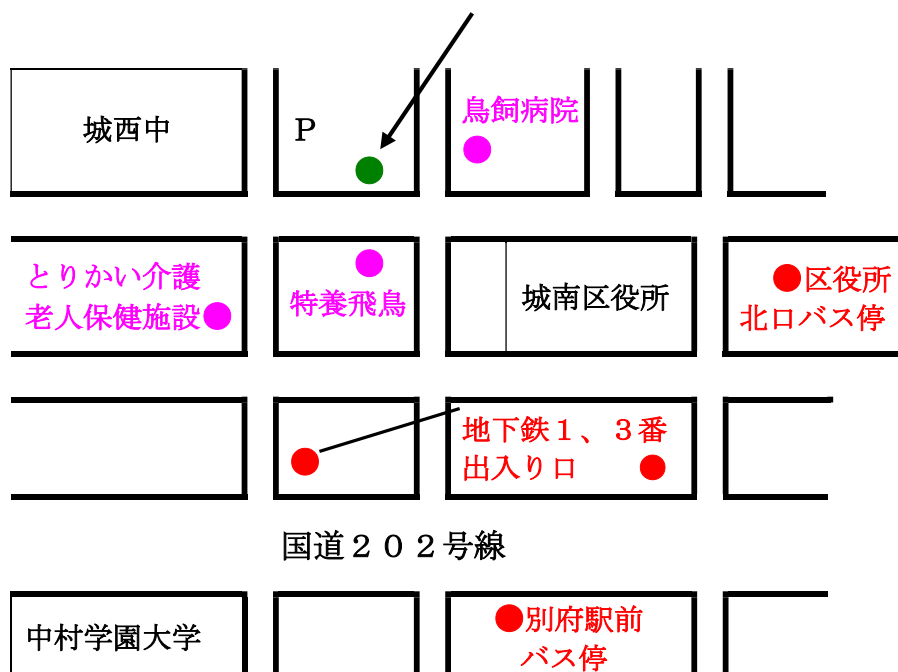 城西中
P
鳥飼病院
とりかい介護
老人保健施設
特養飛鳥
城南区役所
区役所
北口バス停
地下鉄１、３番
出入り口
国道２０２号線
中村学園大学
別府駅前
バス停